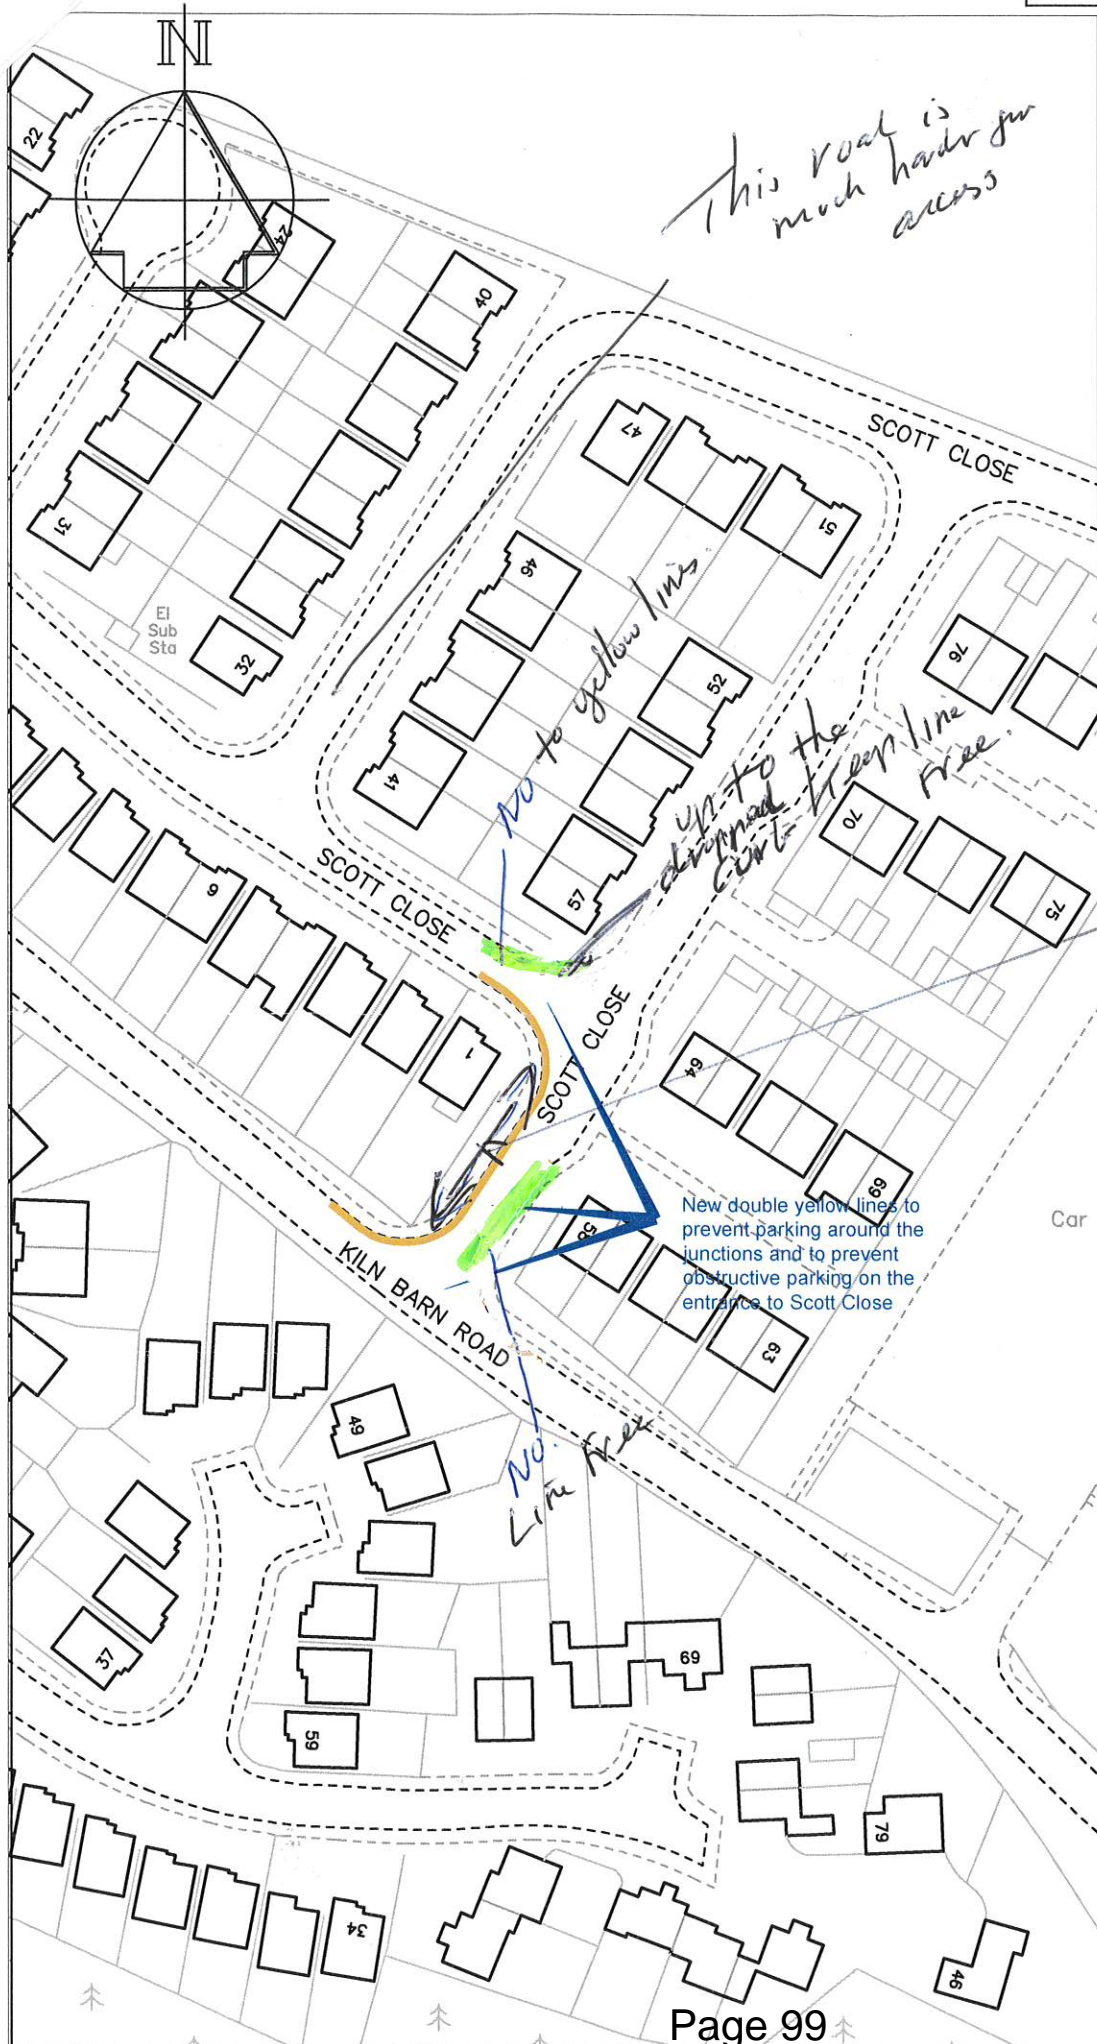 N
This road is
much harder for
access
22
24
40
SCOTT CLOSE
47
51
31
46
El
Sub
Sta
32
52
76
NO to yellow lines
up to the
dropped
curb keep line
free.
41
70
SCOTT CLOSE
6
57
75
1
SCOTT CLOSE
64
69
58
New double yellow lines to
prevent parking around the
junctions and to prevent
obstructive parking on the
entrance to Scott Close
Car
KILN BARN ROAD
63
49
NO.
Line Free
37
69
59
79
34
46
Page 99